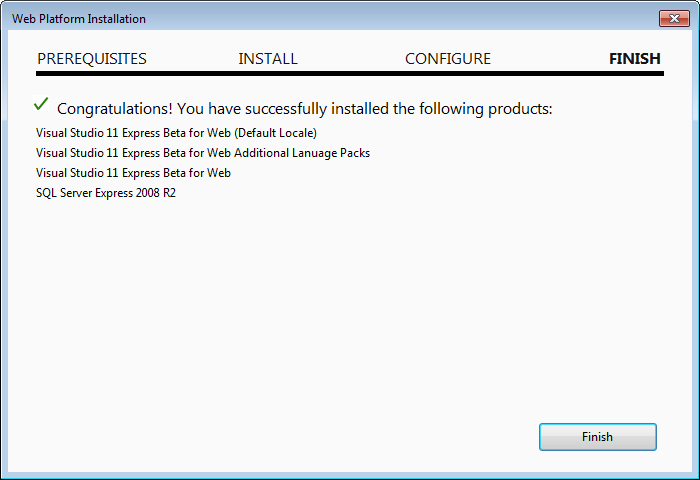 Web Platform Installation
PREREQUISITES INSTALL CONFIGURE FINISH
Congratulations! You have successfully installed the following products:
Visual Studio 11 Express Beta for Web (Default Locale)
Visual Studio 11 Express Beta for Web Additional Lanuage Packs
Visual Studio 11 Express Beta for Web
SQL Server Express 2008 R2
Finish